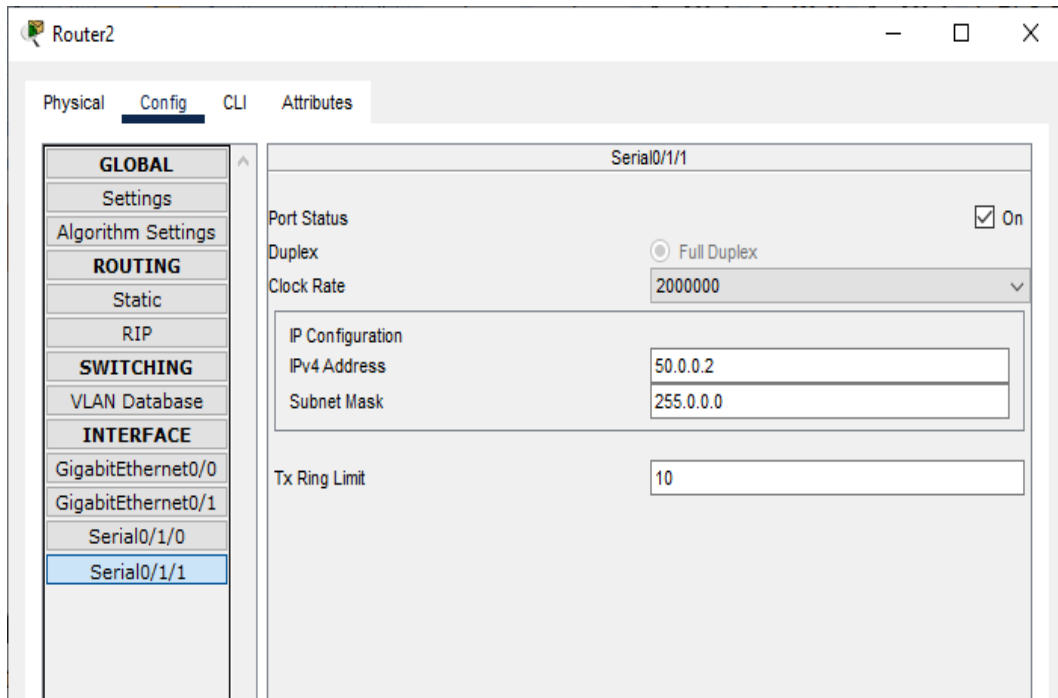 Router2
Physical Config CLI Attributes
GLOBAL
Settings
Algorithm Settings
ROUTING
Static
RIP
SWITCHING
VLAN Database
INTERFACE
GigabitEthernet0/0
GigabitEthernet0/1
Serial0/1/0
Serial0/1/1
Serial0/1/1
Port Status On
Duplex Full Duplex
Clock Rate 2000000
IP Configuration
IPv4 Address 50.0.0.2
Subnet Mask 255.0.0.0
Tx Ring Limit 10